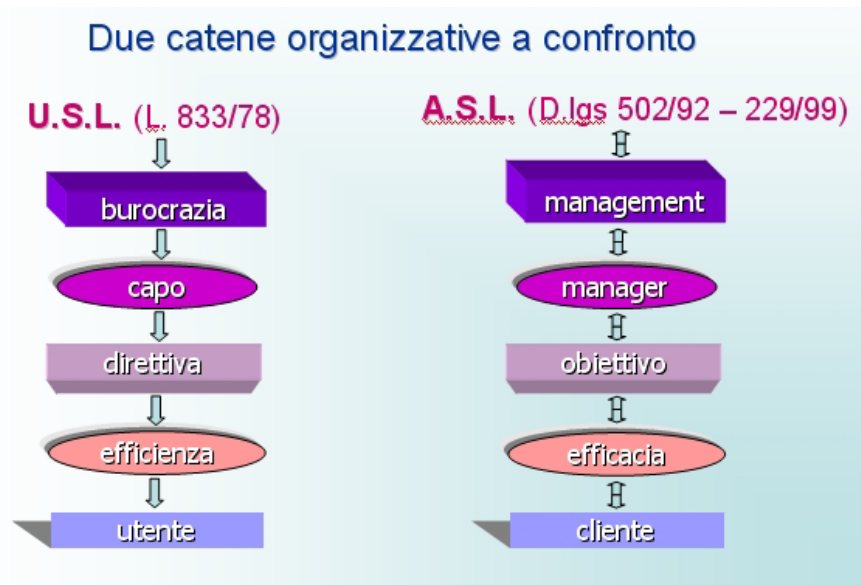 Due catene organizzative a confronto
U.S.L. (L. 833/78)
burocrazia
capo
direttiva
efficienza
utente
A.S.L. (D.lgs 502/92 – 229/99)
management
manager
obiettivo
efficacia
cliente